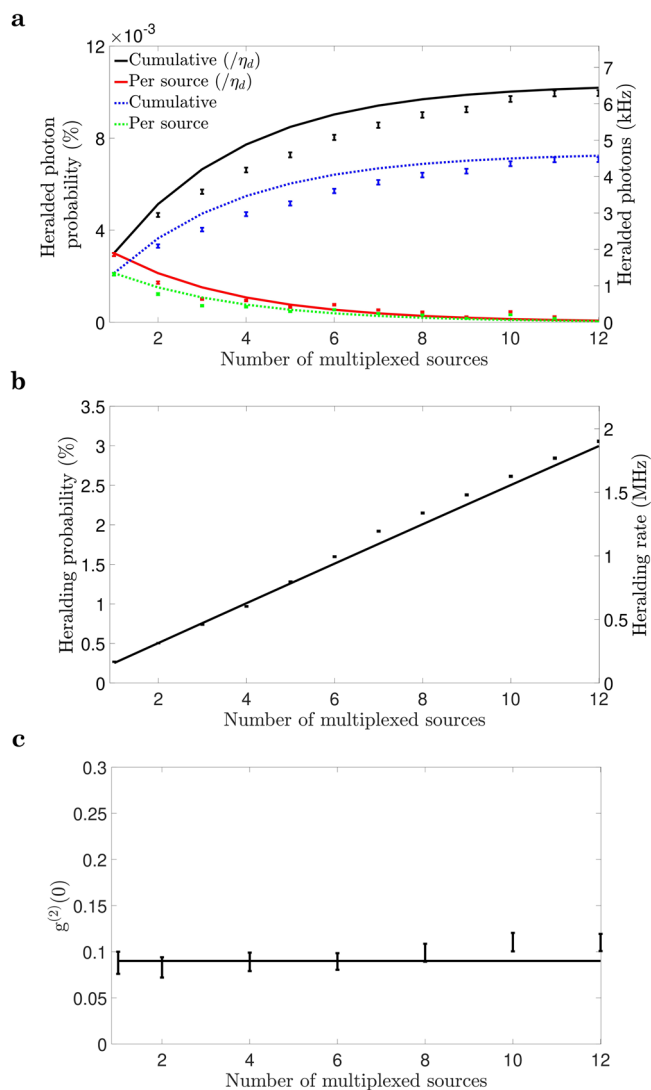 a
×10⁻³
Cumulative (/η_d)
Per source (/η_d)
Cumulative
Per source
12
8
4
0
Heralded photon
probability (%)
7
6
5
4
3
2
1
0
Heralded photons (kHz)
2 4 6 8 10 12
Number of multiplexed sources
b
3.5
3
2.5
2
1.5
1
0.5
0
Heralding probability (%)
2
1.5
1
0.5
0
Heralding rate (MHz)
2 4 6 8 10 12
Number of multiplexed sources
c
0.3
0.25
0.2
0.15
0.1
0.05
0
g⁽²⁾(0)
2 4 6 8 10 12
Number of multiplexed sources